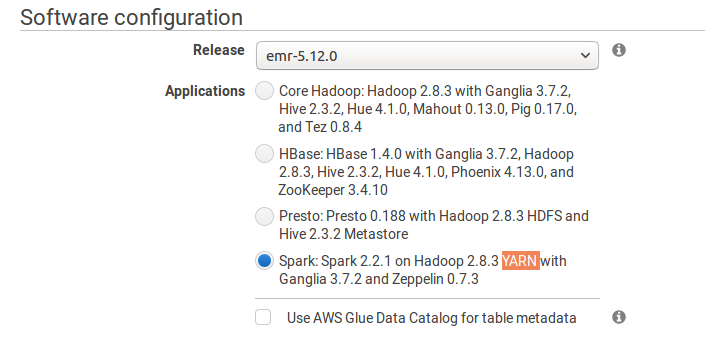 Software configuration
Release emr-5.12.0
Applications Core Hadoop: Hadoop 2.8.3 with Ganglia 3.7.2,
Hive 2.3.2, Hue 4.1.0, Mahout 0.13.0, Pig 0.17.0,
and Tez 0.8.4
HBase: HBase 1.4.0 with Ganglia 3.7.2, Hadoop
2.8.3, Hive 2.3.2, Hue 4.1.0, Phoenix 4.13.0, and
ZooKeeper 3.4.10
Presto: Presto 0.188 with Hadoop 2.8.3 HDFS and
Hive 2.3.2 Metastore
Spark: Spark 2.2.1 on Hadoop 2.8.3 YARN with
Ganglia 3.7.2 and Zeppelin 0.7.3
Use AWS Glue Data Catalog for table metadata